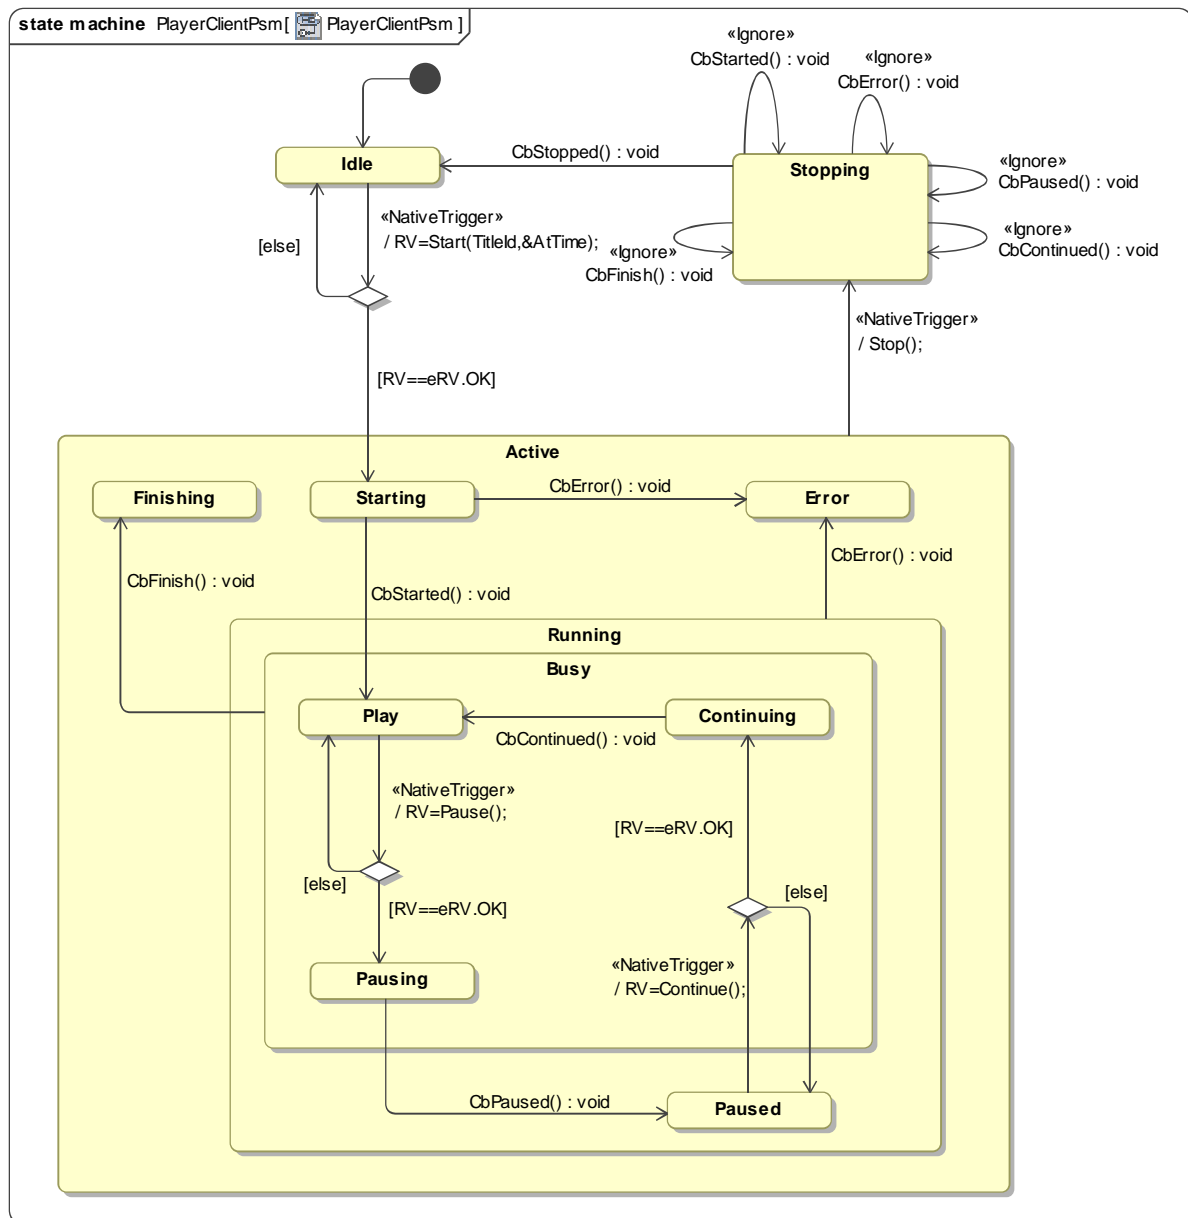 state machine PlayerClientPsm[ PlayerClientPsm ]
«Ignore»
CbStarted() : void
«Ignore»
CbError() : void
Idle
CbStopped() : void
Stopping
«Ignore»
CbPaused() : void
«NativeTrigger»
/ RV=Start(TitleId,&AtTime);
[else]
«Ignore»
CbFinish() : void
«Ignore»
CbContinued() : void
«NativeTrigger»
/ Stop();
[RV==eRV.OK]
Active
Finishing
Starting
CbError() : void
Error
CbFinish() : void
CbStarted() : void
CbError() : void
Running
Busy
Play
CbContinued() : void
Continuing
«NativeTrigger»
/ RV=Pause();
[RV==eRV.OK]
[else]
[else]
[RV==eRV.OK]
Pausing
«NativeTrigger»
/ RV=Continue();
CbPaused() : void
Paused